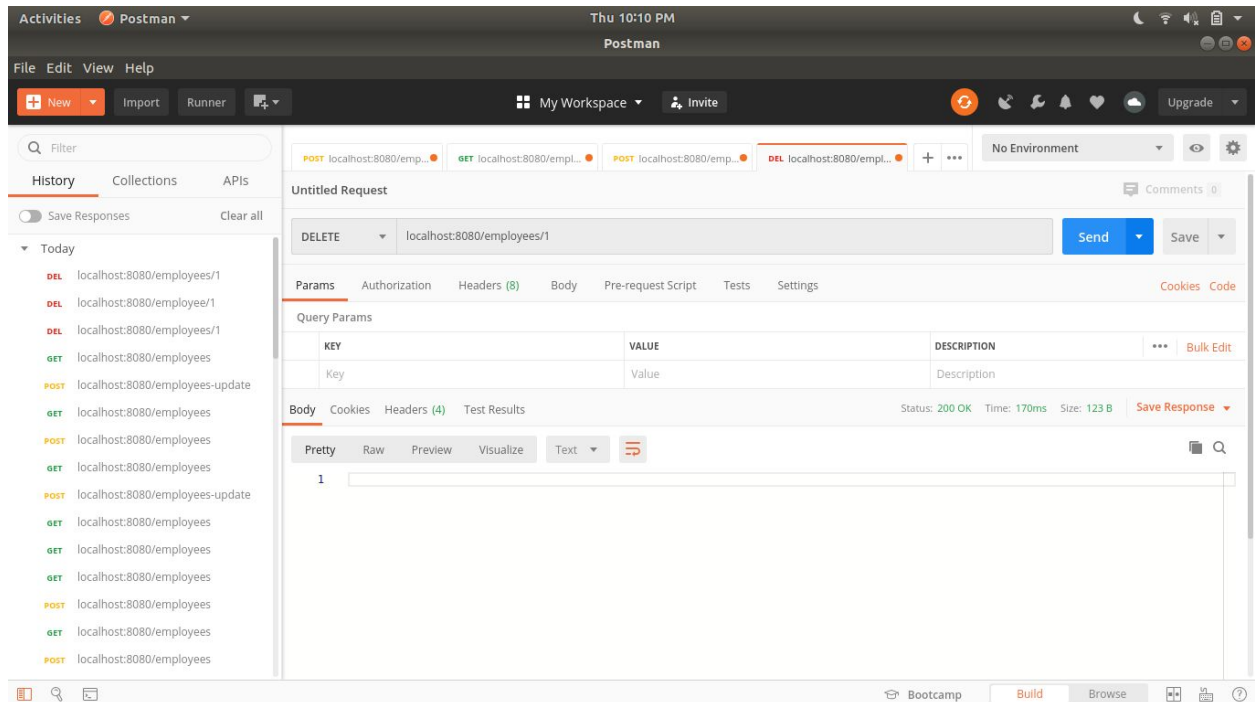 Activities Postman Thu 10:10 PM
Postman
File Edit View Help
New Import Runner My Workspace Invite Upgrade
Filter
History Collections APIs
Save Responses Clear all
Today
DEL localhost:8080/employees/1
DEL localhost:8080/employee/1
DEL localhost:8080/employees/1
GET localhost:8080/employees
POST localhost:8080/employees-update
GET localhost:8080/employees
POST localhost:8080/employees
GET localhost:8080/employees
POST localhost:8080/employees-update
GET localhost:8080/employees
GET localhost:8080/employees
GET localhost:8080/employees
POST localhost:8080/employees
GET localhost:8080/employees
POST localhost:8080/employees
POST localhost:8080/emp... GET localhost:8080/empl... POST localhost:8080/emp... DEL localhost:8080/empl... + ••• No Environment
Untitled Request Comments 0
DELETE localhost:8080/employees/1 Send Save
Params Authorization Headers (8) Body Pre-request Script Tests Settings Cookies Code
Query Params
KEY VALUE DESCRIPTION ••• Bulk Edit
Key Value Description
Body Cookies Headers (4) Test Results Status: 200 OK Time: 170ms Size: 123 B Save Response
Pretty Raw Preview Visualize Text
1
Bootcamp Build Browse